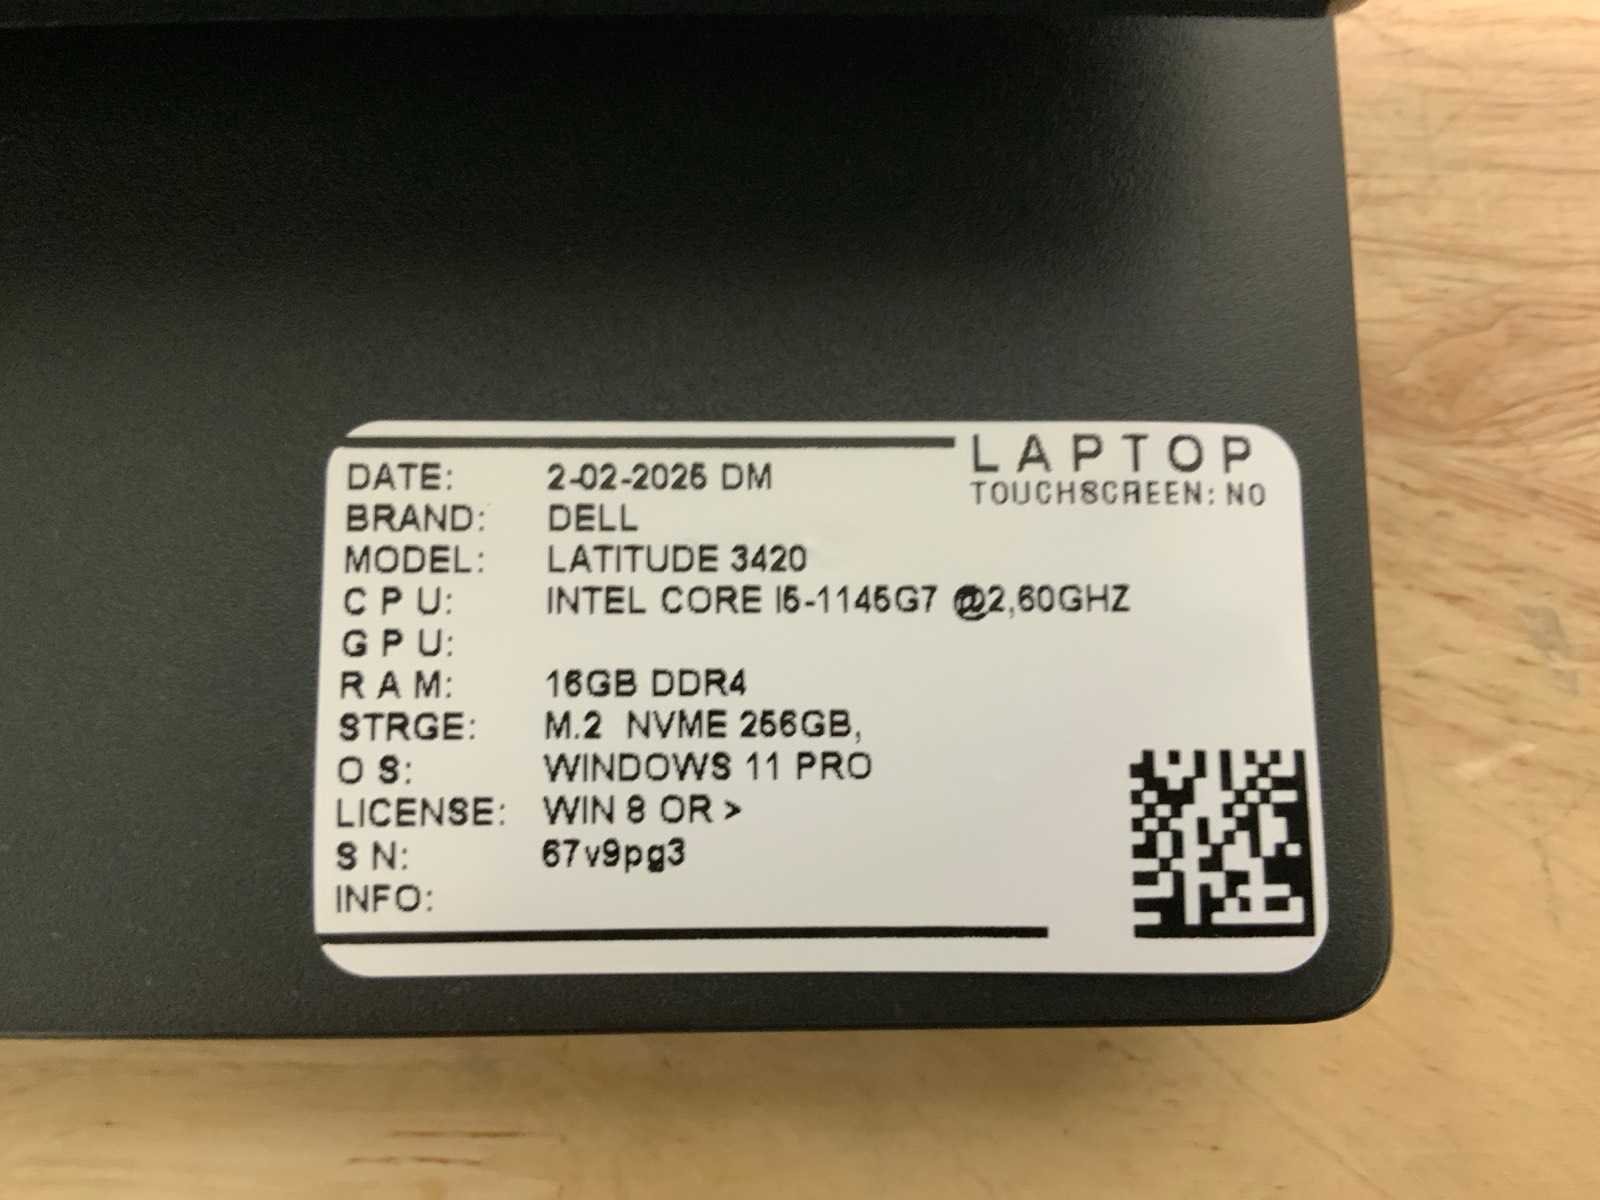 LAPTOP
TOUCHSCREEN: NO
DATE: 2-02-2026 DM
BRAND: DELL
MODEL: LATITUDE 3420
C P U: INTEL CORE I5-1145G7 @2,60GHZ
G P U:
R A M: 16GB DDR4
STRGE: M.2 NVME 256GB,
O S: WINDOWS 11 PRO
LICENSE: WIN 8 OR >
S N: 67v9pg3
INFO: